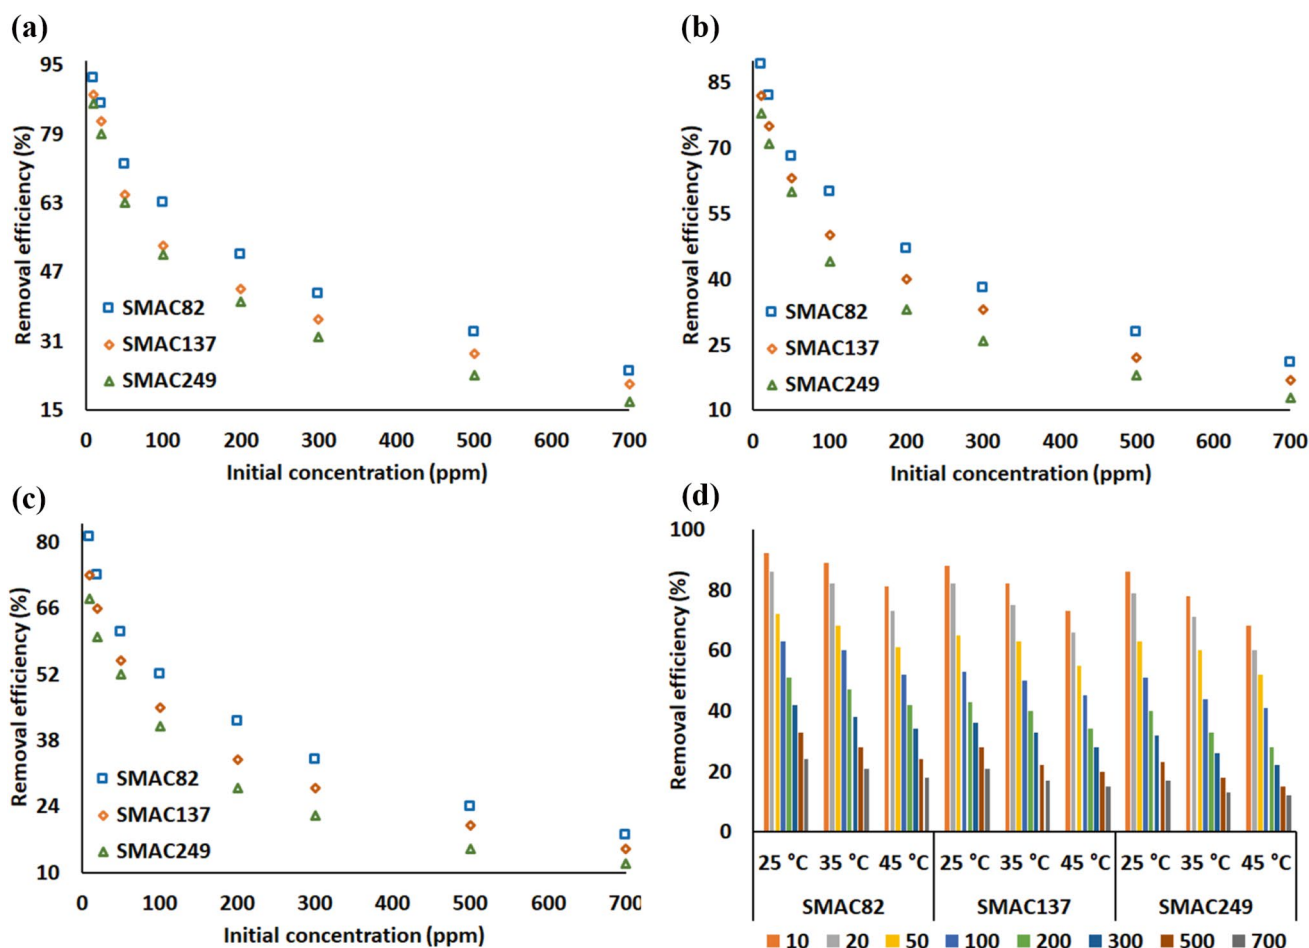 (a)
95
79
63
47
31
15
Removal efficiency (%)
SMAC82
SMAC137
SMAC249
0 100 200 300 400 500 600 700
Initial concentration (ppm)
(b)
85
70
55
40
25
10
Removal efficiency (%)
SMAC82
SMAC137
SMAC249
0 100 200 300 400 500 600 700
Initial concentration (ppm)
(c)
80
66
52
38
24
10
Removal efficiency (%)
SMAC82
SMAC137
SMAC249
0 100 200 300 400 500 600 700
Initial concentration (ppm)
(d)
100
80
60
40
20
0
Removal efficiency (%)
25 °C 35 °C 45 °C 25 °C 35 °C 45 °C 25 °C 35 °C 45 °C
SMAC82 SMAC137 SMAC249
10 20 50 100 200 300 500 700